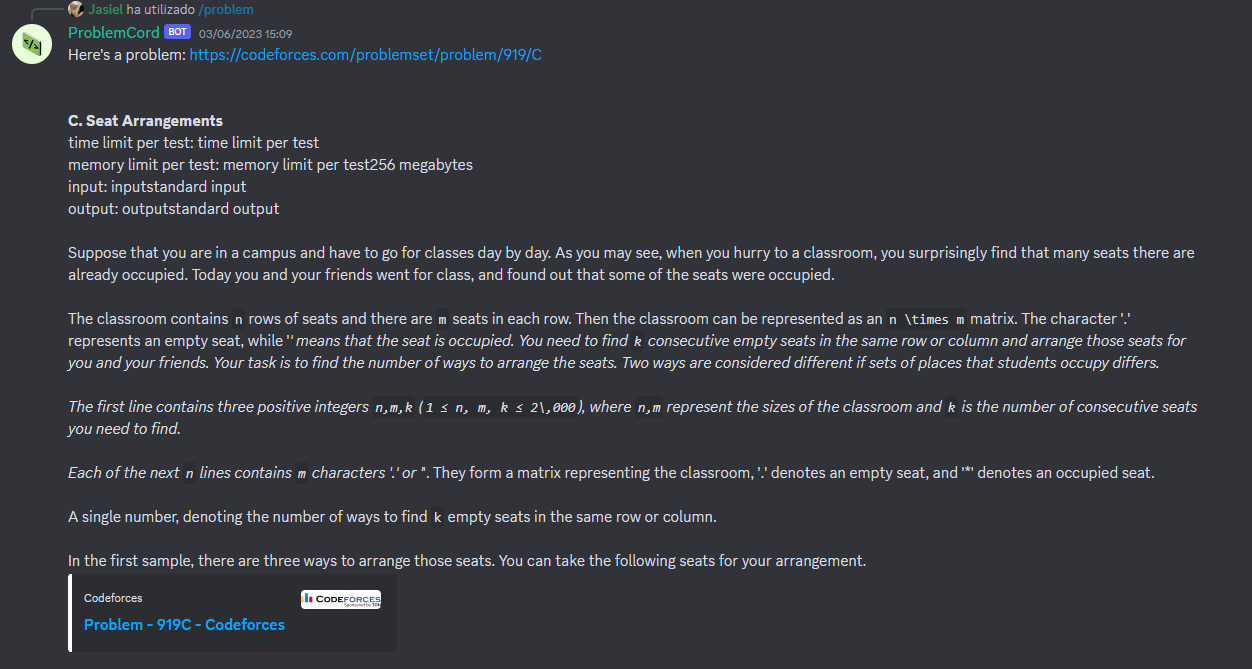 Jasiel ha utilizado /problem
ProblemCord BOT 03/06/2023 15:09
Here's a problem: https://codeforces.com/problemset/problem/919/C
C. Seat Arrangements
time limit per test: time limit per test
memory limit per test: memory limit per test256 megabytes
input: inputstandard input
output: outputstandard output
Suppose that you are in a campus and have to go for classes day by day. As you may see, when you hurry to a classroom, you surprisingly find that many seats there are
already occupied. Today you and your friends went for class, and found out that some of the seats were occupied.
The classroom contains n rows of seats and there are m seats in each row. Then the classroom can be represented as an n \times m matrix. The character '.'
represents an empty seat, while '' means that the seat is occupied. You need to find k consecutive empty seats in the same row or column and arrange those seats for
you and your friends. Your task is to find the number of ways to arrange the seats. Two ways are considered different if sets of places that students occupy differs.
The first line contains three positive integers n,m,k (1 ≤ n, m, k ≤ 2\,000), where n,m represent the sizes of the classroom and k is the number of consecutive seats
you need to find.
Each of the next n lines contains m characters '.' or ''. They form a matrix representing the classroom, '.' denotes an empty seat, and '*' denotes an occupied seat.
A single number, denoting the number of ways to find k empty seats in the same row or column.
In the first sample, there are three ways to arrange those seats. You can take the following seats for your arrangement.
Codeforces
CODEFORCES
Sponsored by TON
Problem - 919C - Codeforces